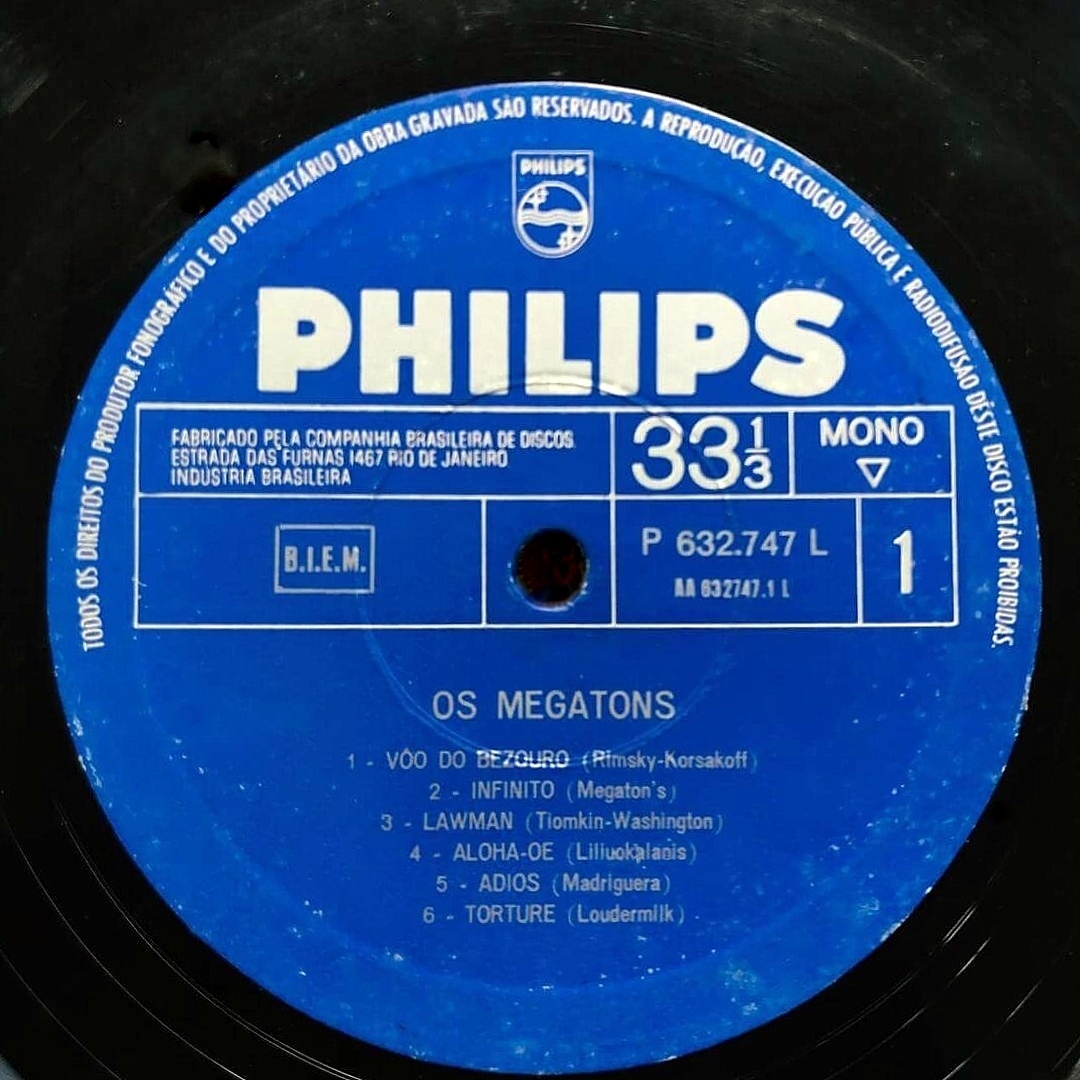 TODOS OS DIREITOS DO PRODUTOR FONOGRÁFICO E DO PROPRIETÁRIO DA OBRA GRAVADA SÃO RESERVADOS. A REPRODUÇÃO, EXECUÇÃO PÚBLICA E RADIODIFUSÃO DÊSTE DISCO ESTÃO PROIBIDAS.
PHILIPS
PHILIPS
FABRICADO PELA COMPANHIA BRASILEIRA DE DISCOS
ESTRADA DAS FURNAS 1467 RIO DE JANEIRO
INDUSTRIA BRASILEIRA
33 1/3
MONO
B.I.E.M.
P 632.747 L
AA 632747.1 L
1
OS MEGATONS
1 - VÔO DO BEZOURO (Rimsky-Korsakoff)
2 - INFINITO (Megaton's)
3 - LAWMAN (Tiomkin-Washington)
4 - ALOHA-OE (Liliuokalanis)
5 - ADIOS (Madriguera)
6 - TORTURE (Loudermilk)